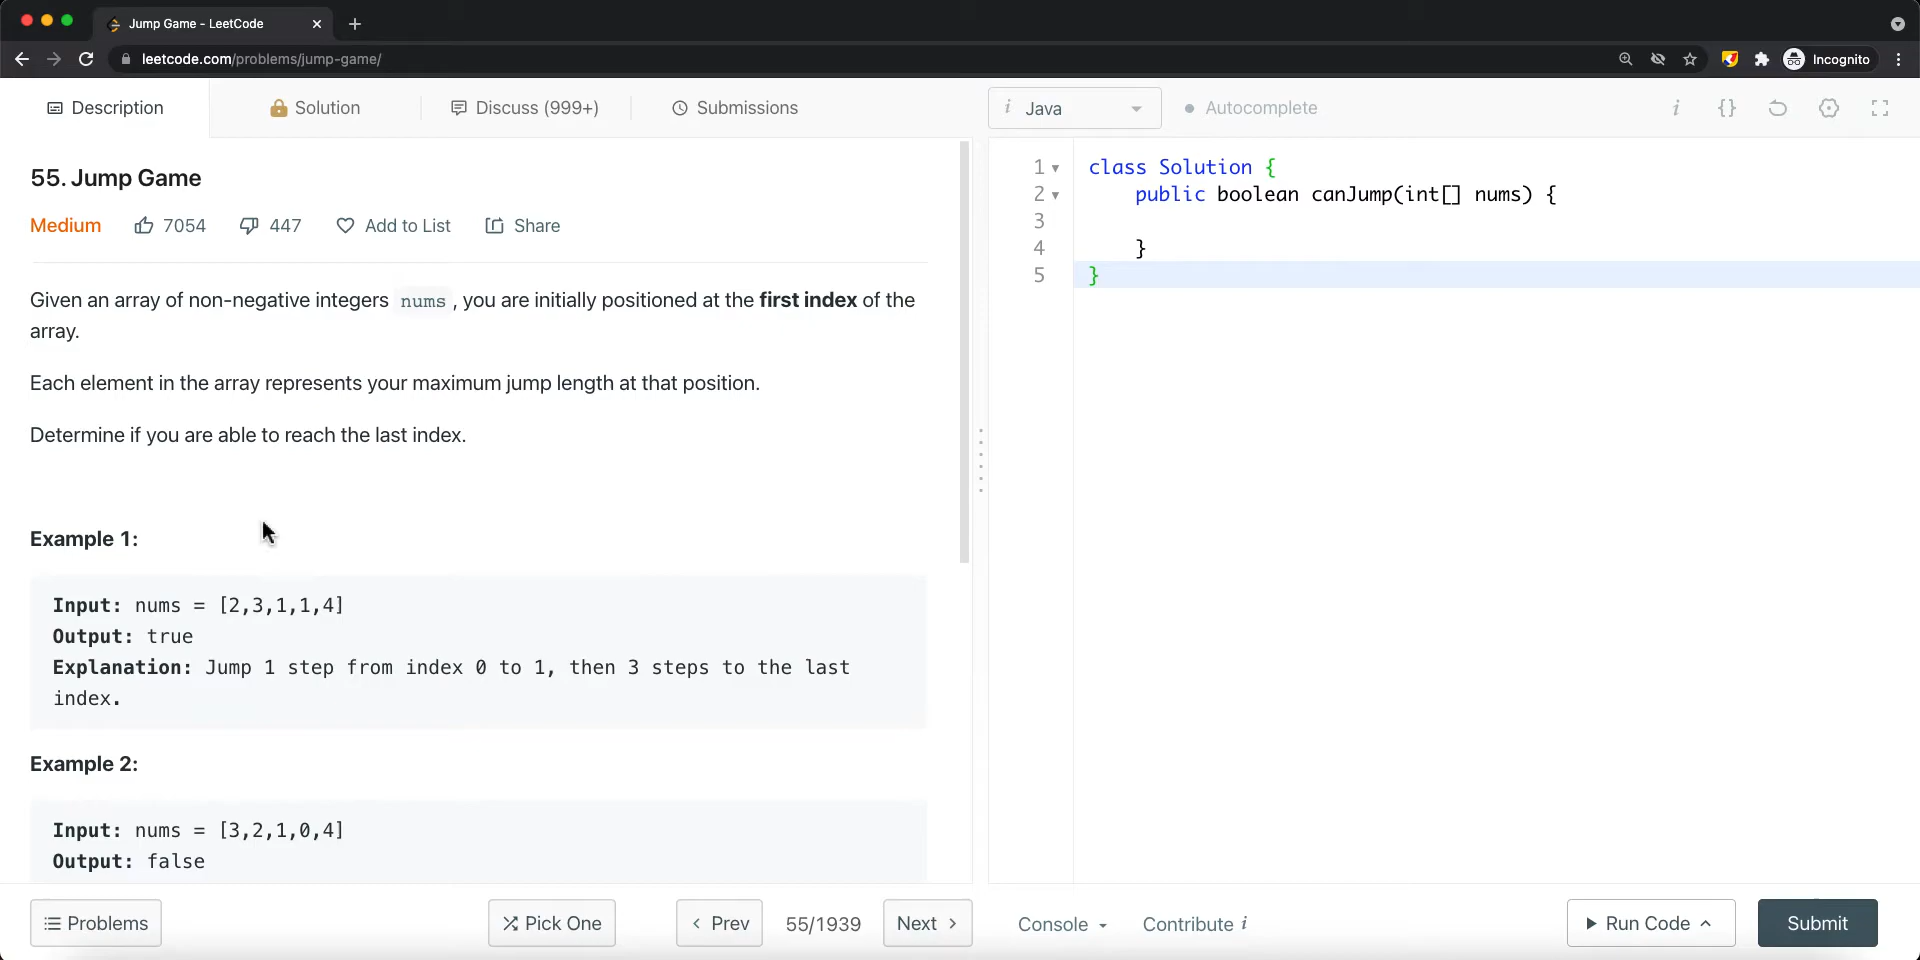 Jump Game - LeetCode
leetcode.com/problems/jump-game/
Incognito
Description
Solution
Discuss (999+)
Submissions
i Java
Autocomplete
i {}
55. Jump Game
Medium
7054
447
Add to List
Share
Given an array of non-negative integers nums, you are initially positioned at the first index of the
array.
Each element in the array represents your maximum jump length at that position.
Determine if you are able to reach the last index.
Example 1:
Input: nums = [2,3,1,1,4]
Output: true
Explanation: Jump 1 step from index 0 to 1, then 3 steps to the last
index.
Example 2:
Input: nums = [3,2,1,0,4]
Output: false
1 class Solution {
2 public boolean canJump(int[] nums) {
3
4 }
5 }
Problems
Pick One
Prev
55/1939
Next
Console
Contribute i
Run Code
Submit